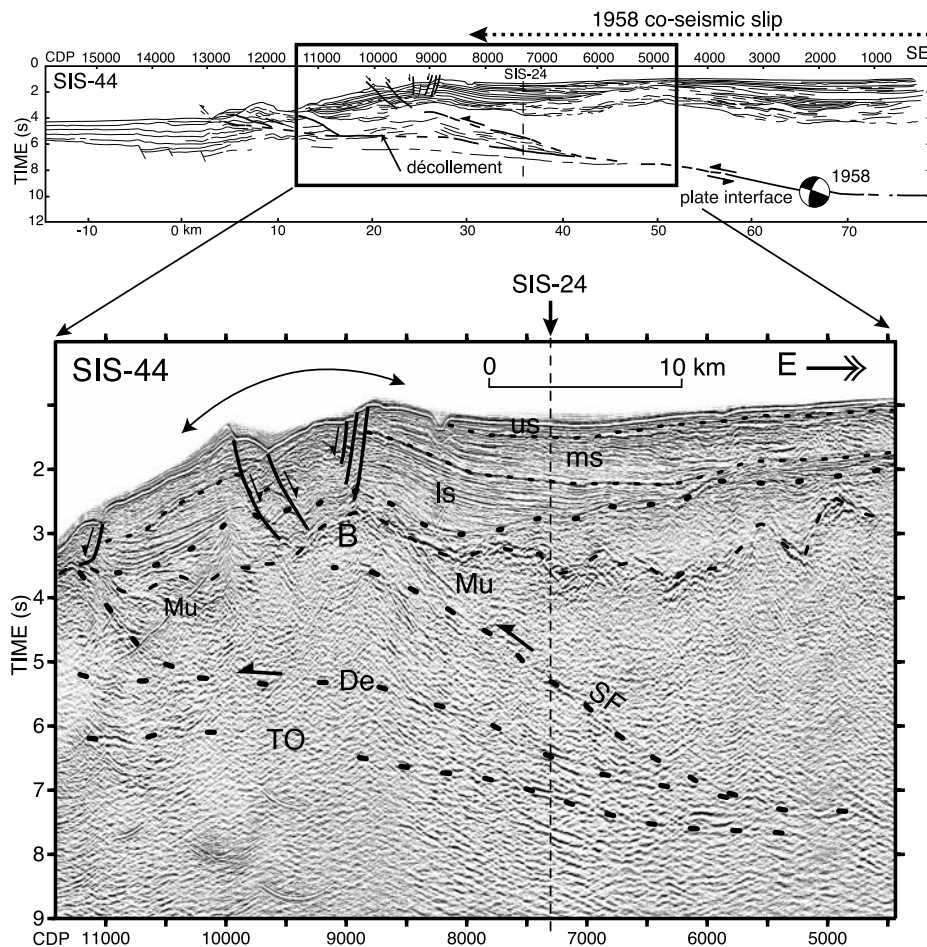 1958 co-seismic slip
CDP 15000 14000 13000 12000 11000 10000 9000 8000 7000 6000 5000 4000 3000 2000 1000 SE
SIS-44
SIS-24
0
2
4
6
8
10
12
TIME (s)
décollement
1958
plate interface
-10 0 km 10 20 30 40 50 60 70
SIS-24
SIS-44
0 10 km
E
us
ms
ls
B
Mu
Mu
De
SF
TO
2
3
4
5
6
7
8
9
TIME (s)
CDP 11000 10000 9000 8000 7000 6000 5000